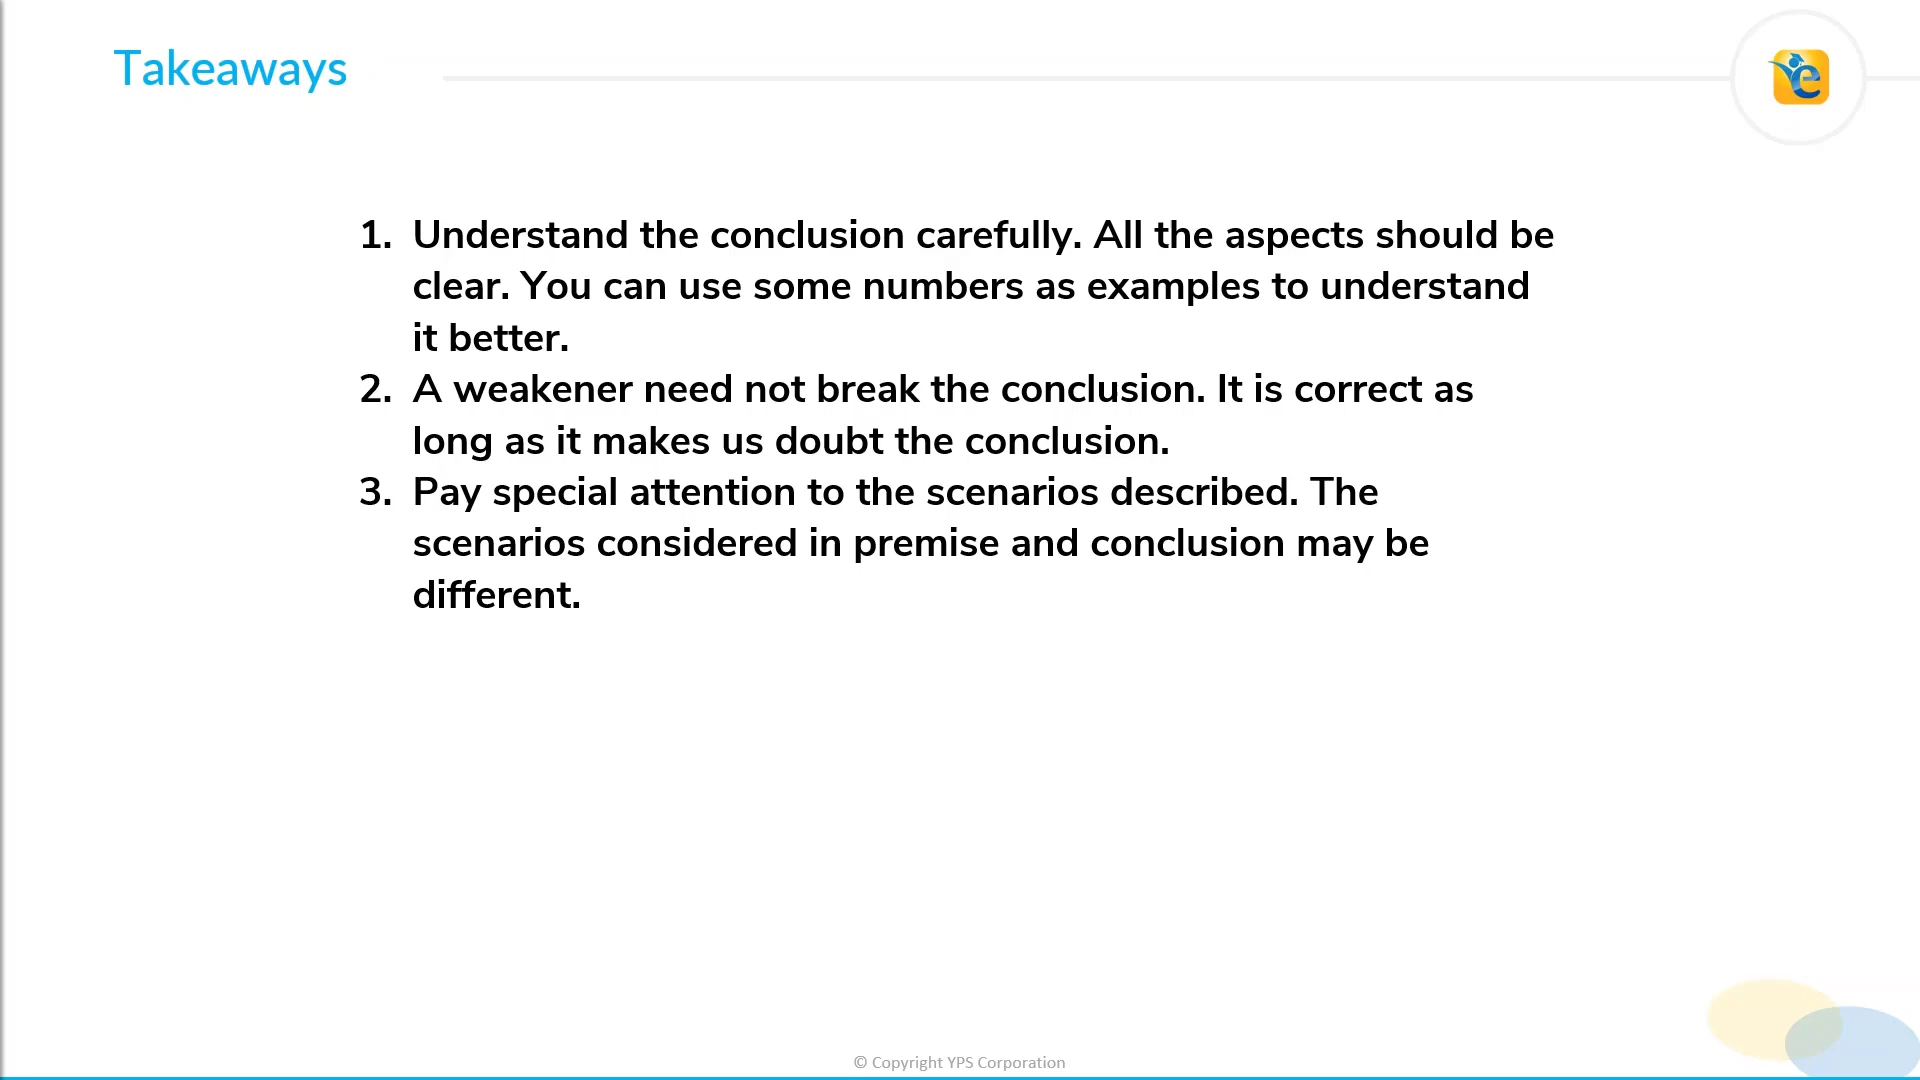 Takeaways
1. Understand the conclusion carefully. All the aspects should be
clear. You can use some numbers as examples to understand
it better.
2. A weakener need not break the conclusion. It is correct as
long as it makes us doubt the conclusion.
3. Pay special attention to the scenarios described. The
scenarios considered in premise and conclusion may be
different.
© Copyright YPS Corporation